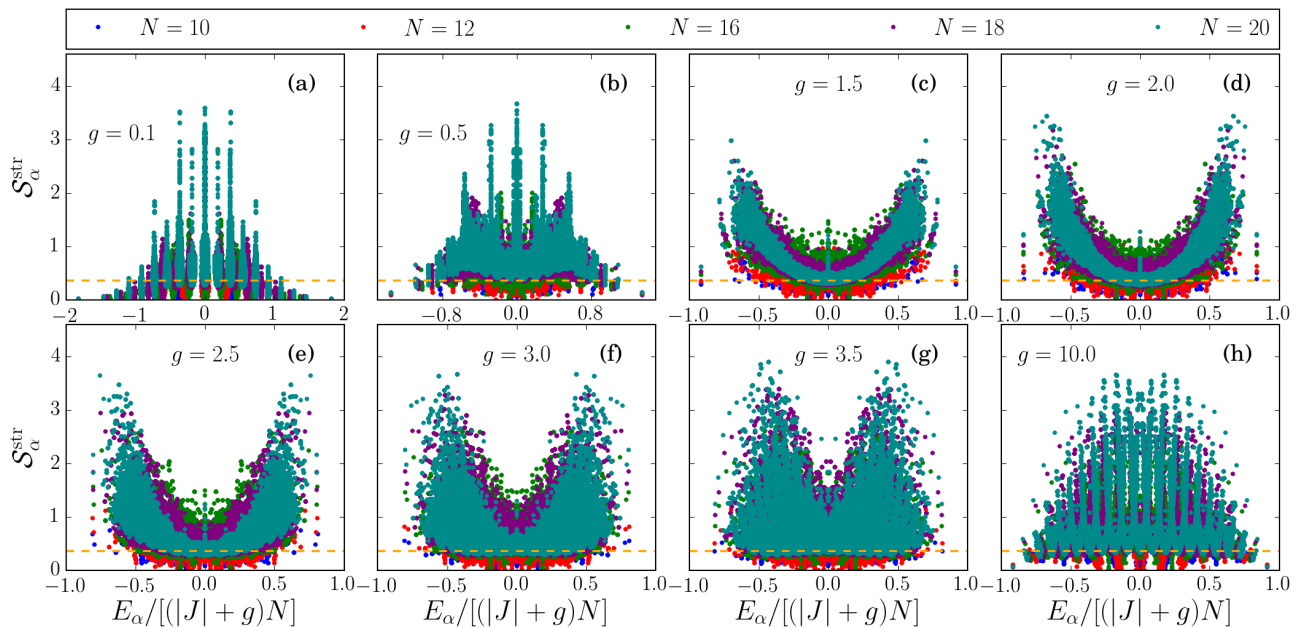 N = 10 N = 12 N = 16 N = 18 N = 20
(a) (b) (c) (d)
g = 0.1 g = 0.5 g = 1.5 g = 2.0
4
3
2
1
0
𝒮_α^str
−2 −1 0 1 2 −0.8 0.0 0.8 −1.0 −0.5 0.0 0.5 1.0 −1.0 −0.5 0.0 0.5 1.0
(e) (f) (g) (h)
g = 2.5 g = 3.0 g = 3.5 g = 10.0
4
3
2
1
0
𝒮_α^str
−1.0 −0.5 0.0 0.5 1.0 −1.0 −0.5 0.0 0.5 1.0 −1.0 −0.5 0.0 0.5 1.0 −1.0 −0.5 0.0 0.5 1.0
E_α/[(|J| + g)N] E_α/[(|J| + g)N] E_α/[(|J| + g)N] E_α/[(|J| + g)N]